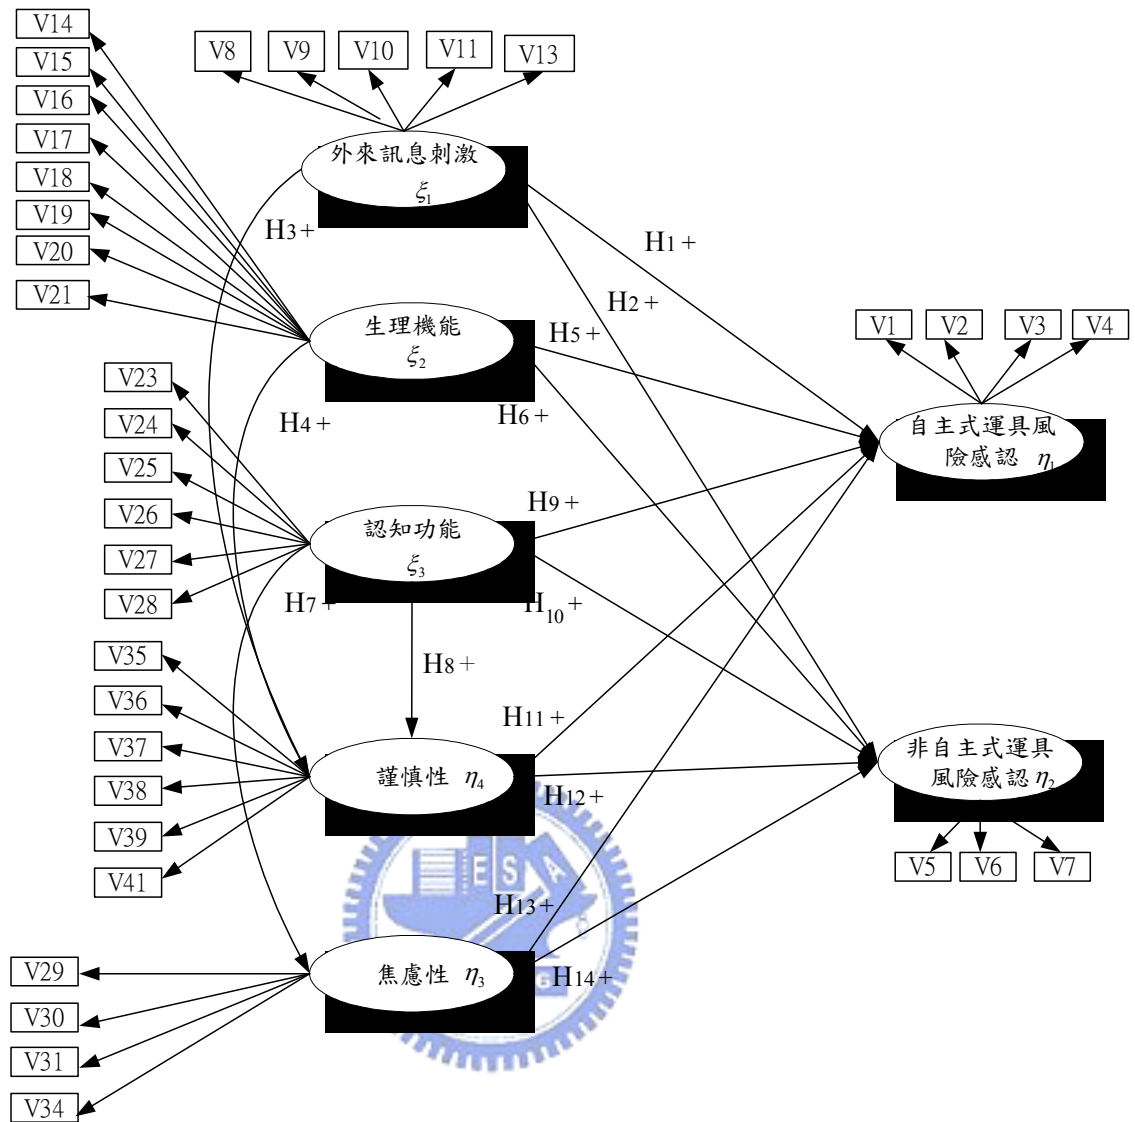 V14
V15
V16
V17
V18
V19
V20
V21
V8
V9
V10
V11
V13
外來訊息刺激
ξ1
H3+
H1+
H2+
生理機能
ξ2
H5+
H4+
H6+
V1
V2
V3
V4
自主式運具風
險感認 η1
V23
V24
V25
V26
V27
V28
認知功能
ξ3
H9+
H7+
H10+
H8+
V35
V36
V37
V38
V39
V41
謹慎性 η4
H11+
H12+
非自主式運具
風險感認 η2
V5
V6
V7
E S A
H13+
焦慮性 η3
H14+
V29
V30
V31
V34